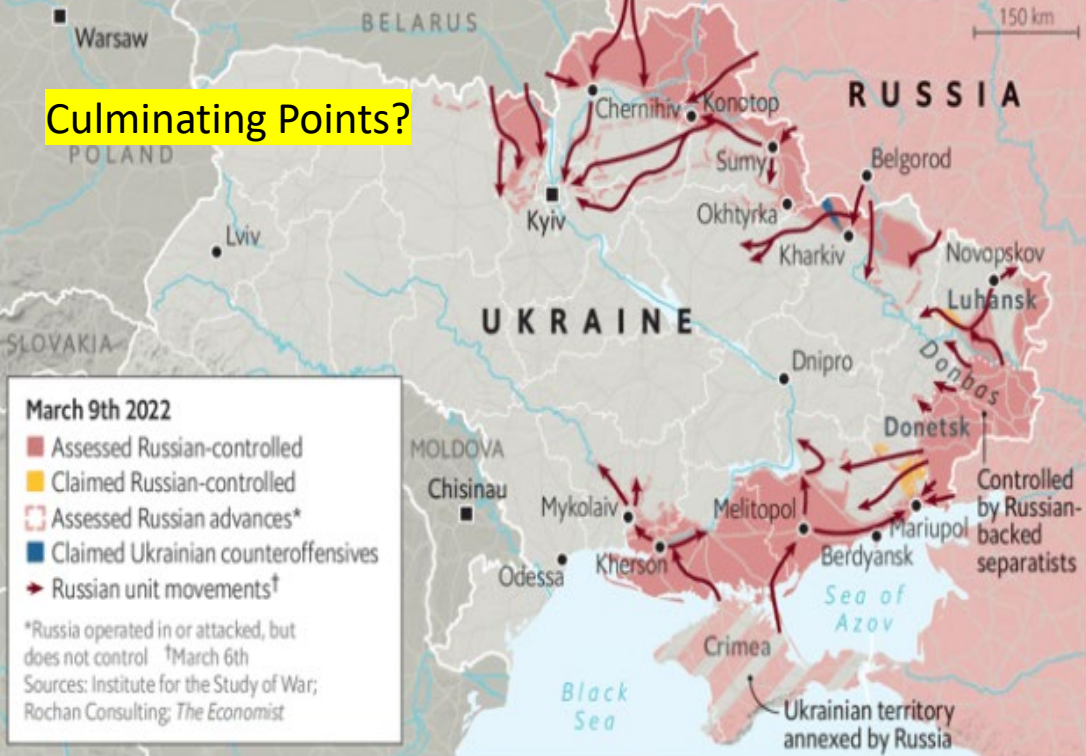 Culminating Points?
Warsaw
BELARUS
150 km
RUSSIA
POLAND
Chernihiv
Konotop
Sumy
Belgorod
Kyiv
Okhtyrka
Lviv
Kharkiv
Novopskov
Luhansk
UKRAINE
SLOVAKIA
Dnipro
Donbas
Donetsk
MOLDOVA
Chisinau
Mykolaiv
Melitopol
Mariupol
Controlled
by Russian-
backed
separatists
Odessa
Kherson
Berdyansk
Sea of
Azov
Crimea
Black
Sea
Ukrainian territory
annexed by Russia
March 9th 2022
Assessed Russian-controlled
Claimed Russian-controlled
Assessed Russian advances*
Claimed Ukrainian counteroffensives
Russian unit movements†
*Russia operated in or attacked, but
does not control †March 6th
Sources: Institute for the Study of War;
Rochan Consulting; The Economist